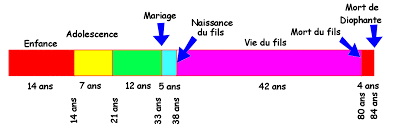 Mort de
Diophante
Mariage
Naissance
du fils
Mort du fils
Adolescence
Enfance
Vie du fils
14 ans
7 ans
12 ans
5 ans
42 ans
4 ans
14 ans
21 ans
33 ans
38 ans
80 ans
84 ans